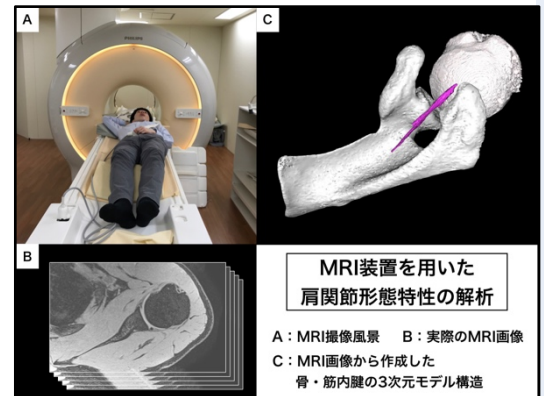 A
PHILIPS
C
B
MRI装置を用いた
肩関節形態特性の解析
A：MRI撮像風景　B：実際のMRI画像
C：MRI画像から作成した
骨・筋内腱の3次元モデル構造